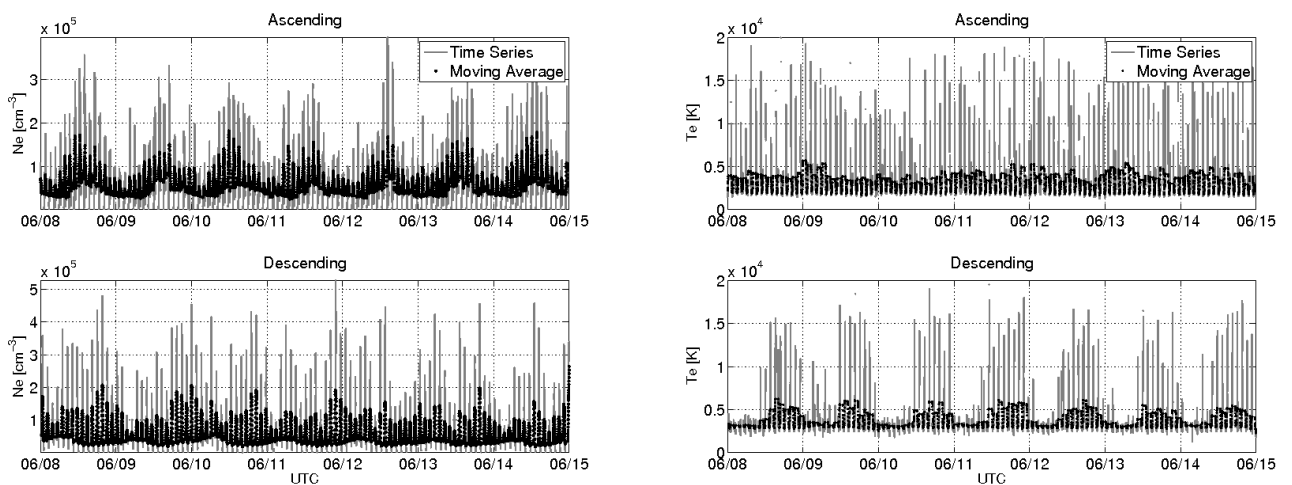 Ascending
x 10^5
Time Series
Moving Average
Ne [cm^-3]
3
2
1
06/08 06/09 06/10 06/11 06/12 06/13 06/14 06/15
Ascending
x 10^4
Time Series
Moving Average
Te [K]
2
1.5
1
0.5
0
06/08 06/09 06/10 06/11 06/12 06/13 06/14 06/15
Descending
x 10^5
Ne [cm^-3]
5
4
3
2
1
06/08 06/09 06/10 06/11 06/12 06/13 06/14 06/15
UTC
Descending
x 10^4
Te [K]
2
1.5
1
0.5
0
06/08 06/09 06/10 06/11 06/12 06/13 06/14 06/15
UTC